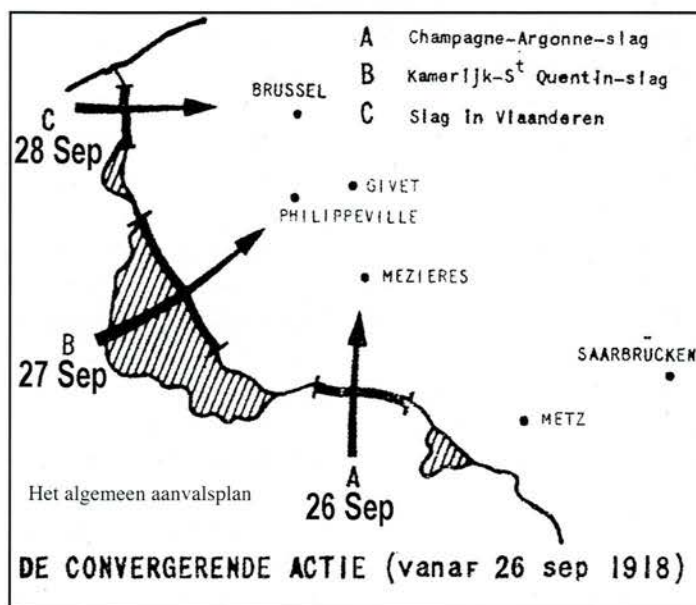 A Champagne-Argonne-slag
B Kamerijk-Sᵗ Quentin-slag
C Slag in Vlaanderen
BRUSSEL
C
28 Sep
GIVET
PHILIPPEVILLE
MEZIERES
B
27 Sep
SAARBRÜCKEN
METZ
Het algemeen aanvalsplan
A
26 Sep
DE CONVERGERENDE ACTIE (vanaf 26 sep 1918)